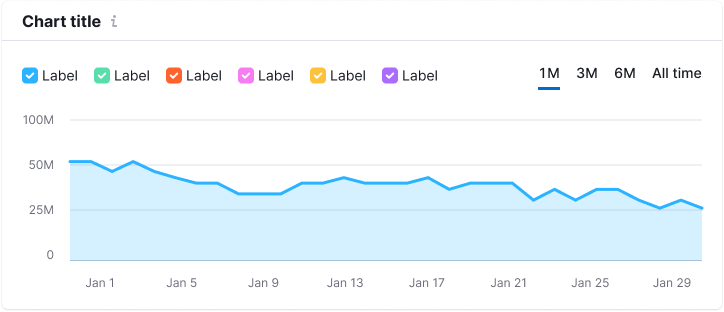 Chart title i
Label Label Label Label Label Label 1M 3M 6M All time
100M
50M
25M
0
Jan 1 Jan 5 Jan 9 Jan 13 Jan 17 Jan 21 Jan 25 Jan 29